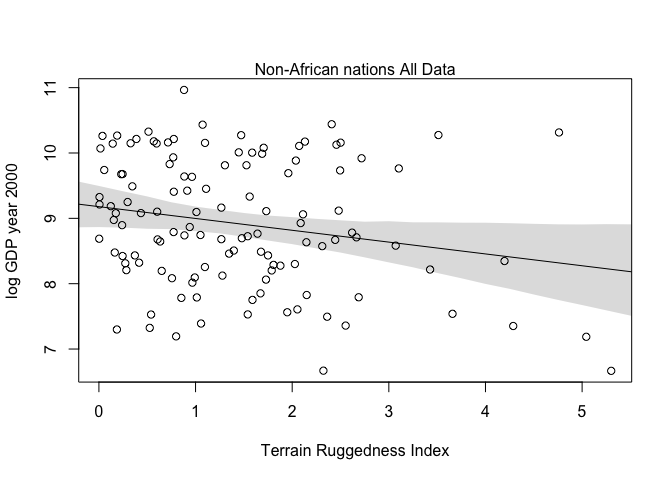 Non-African nations All Data
log GDP year 2000
11
10
9
8
7
0 1 2 3 4 5
Terrain Ruggedness Index